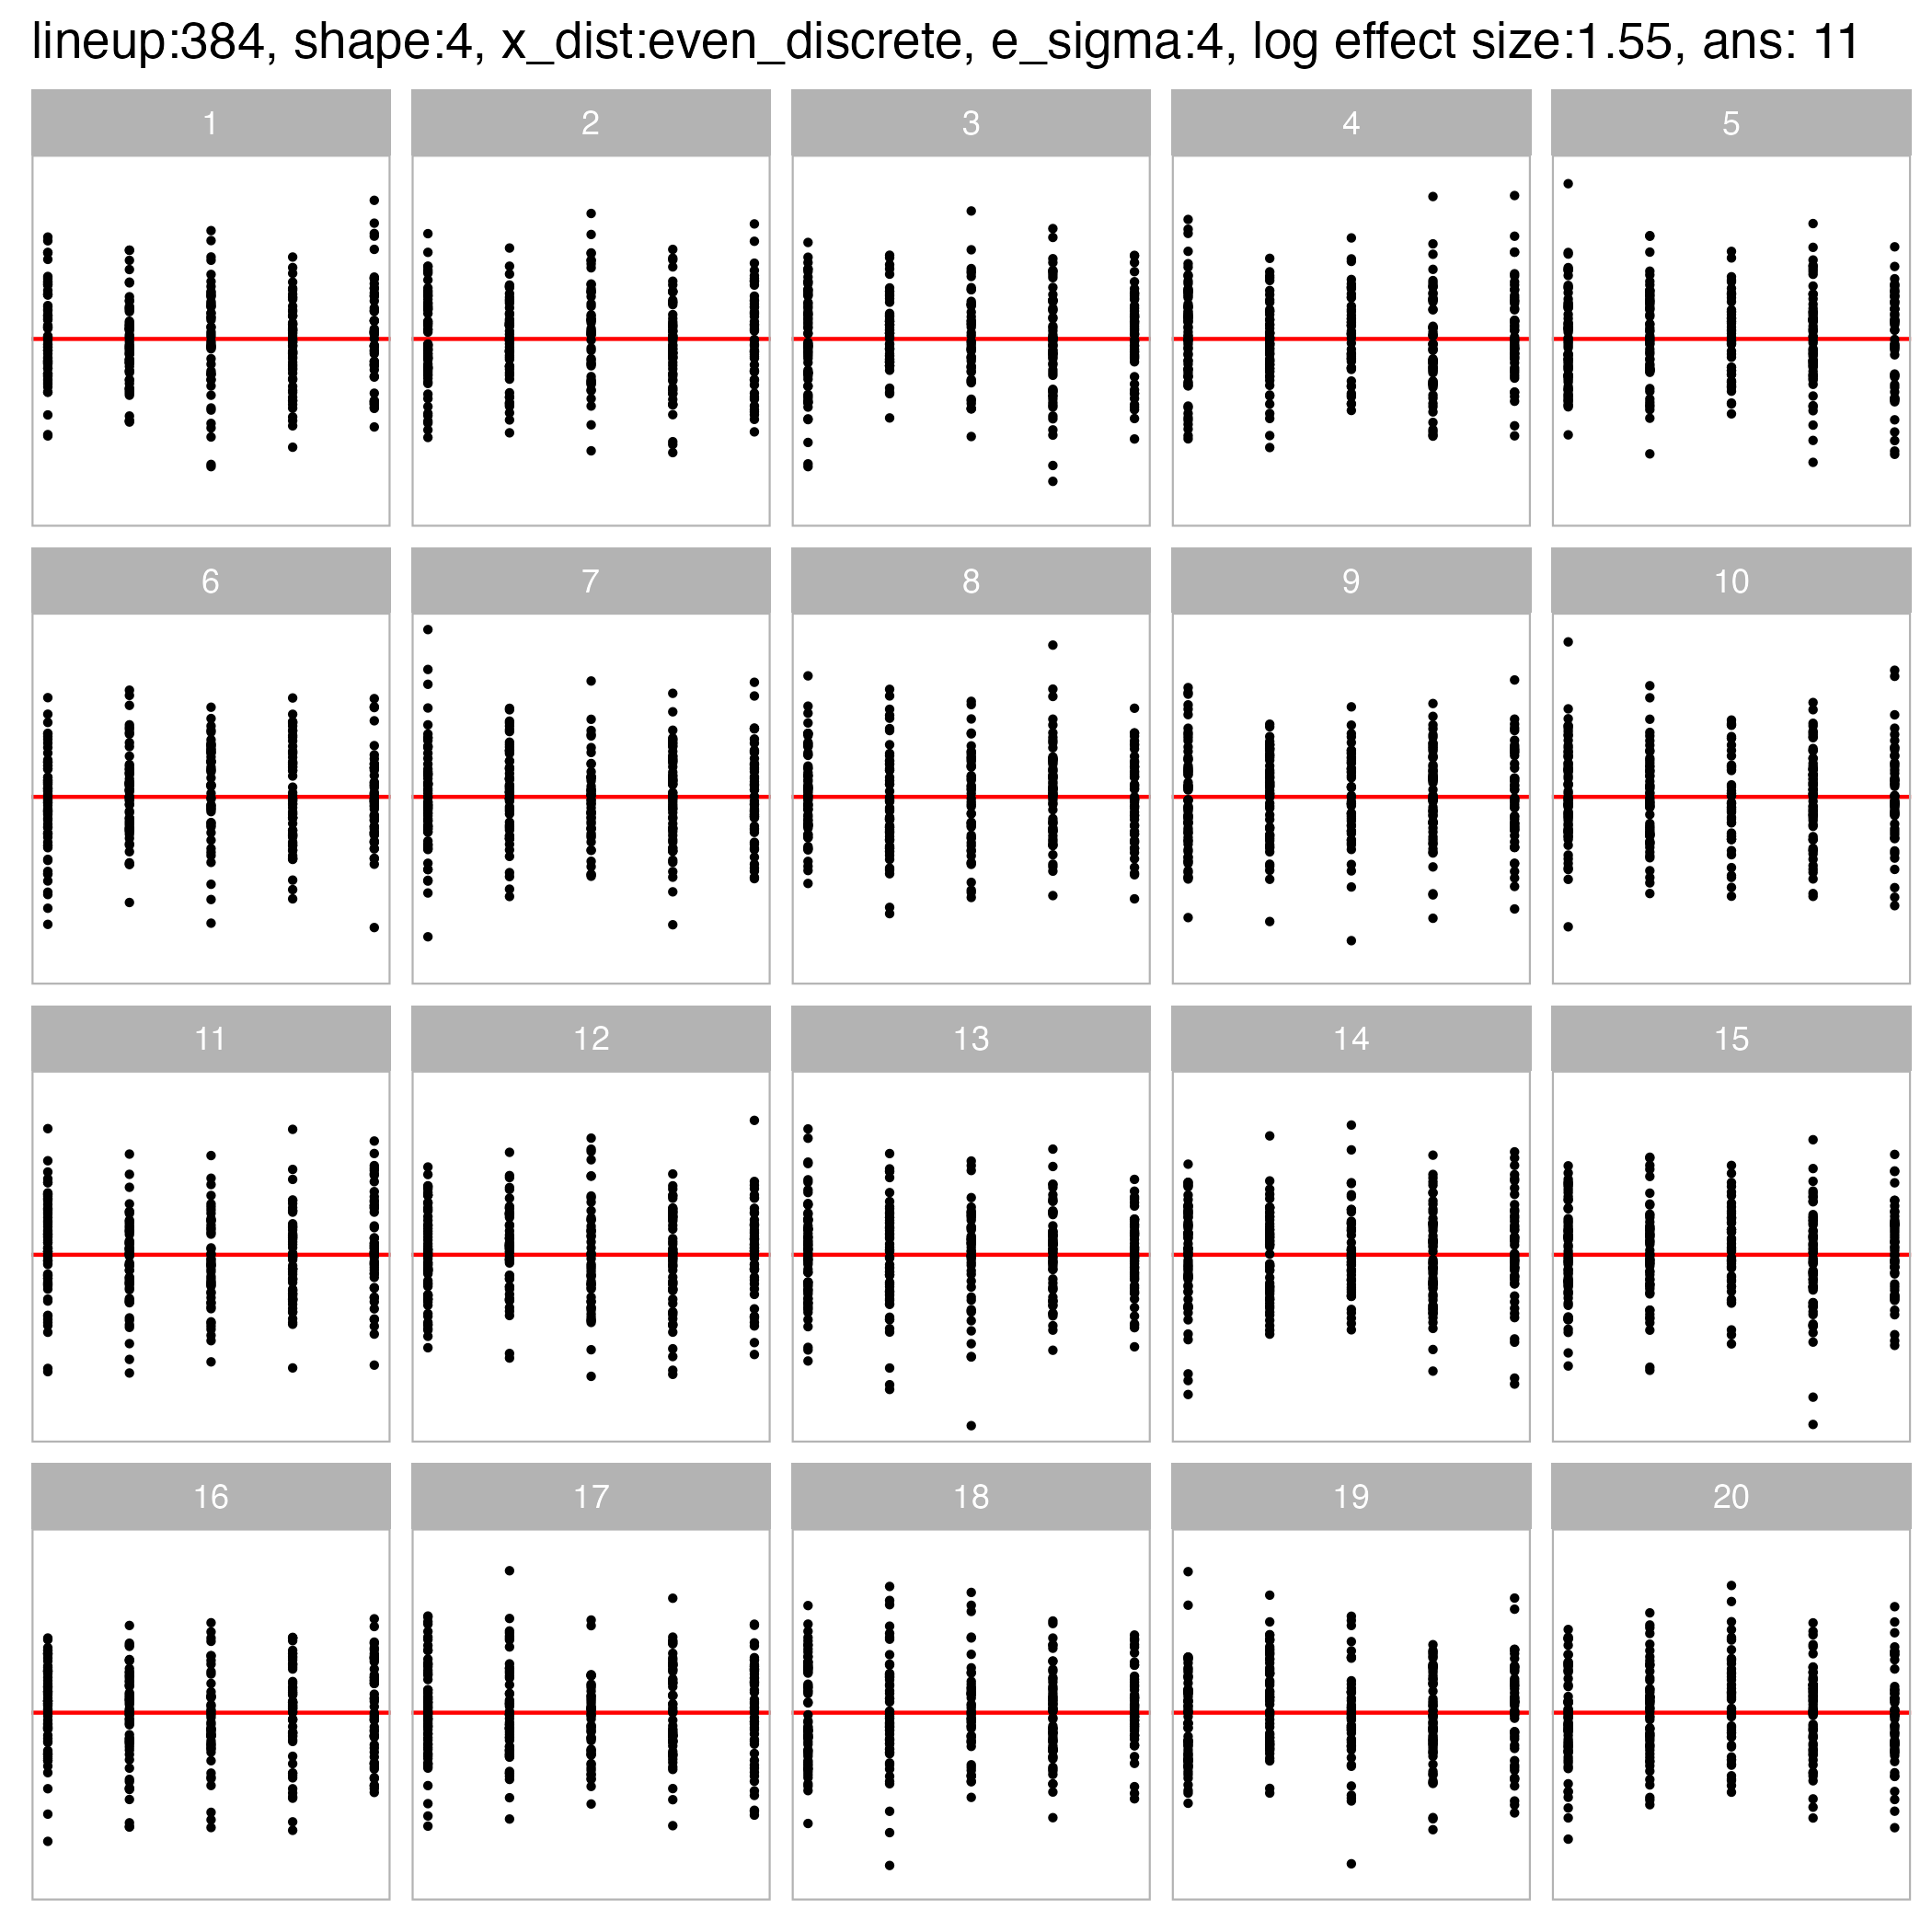 lineup:384, shape:4, x_dist:even_discrete, e_sigma:4, log effect size:1.55, ans: 11
1 2 3 4 5
6 7 8 9 10
11 12 13 14 15
16 17 18 19 20